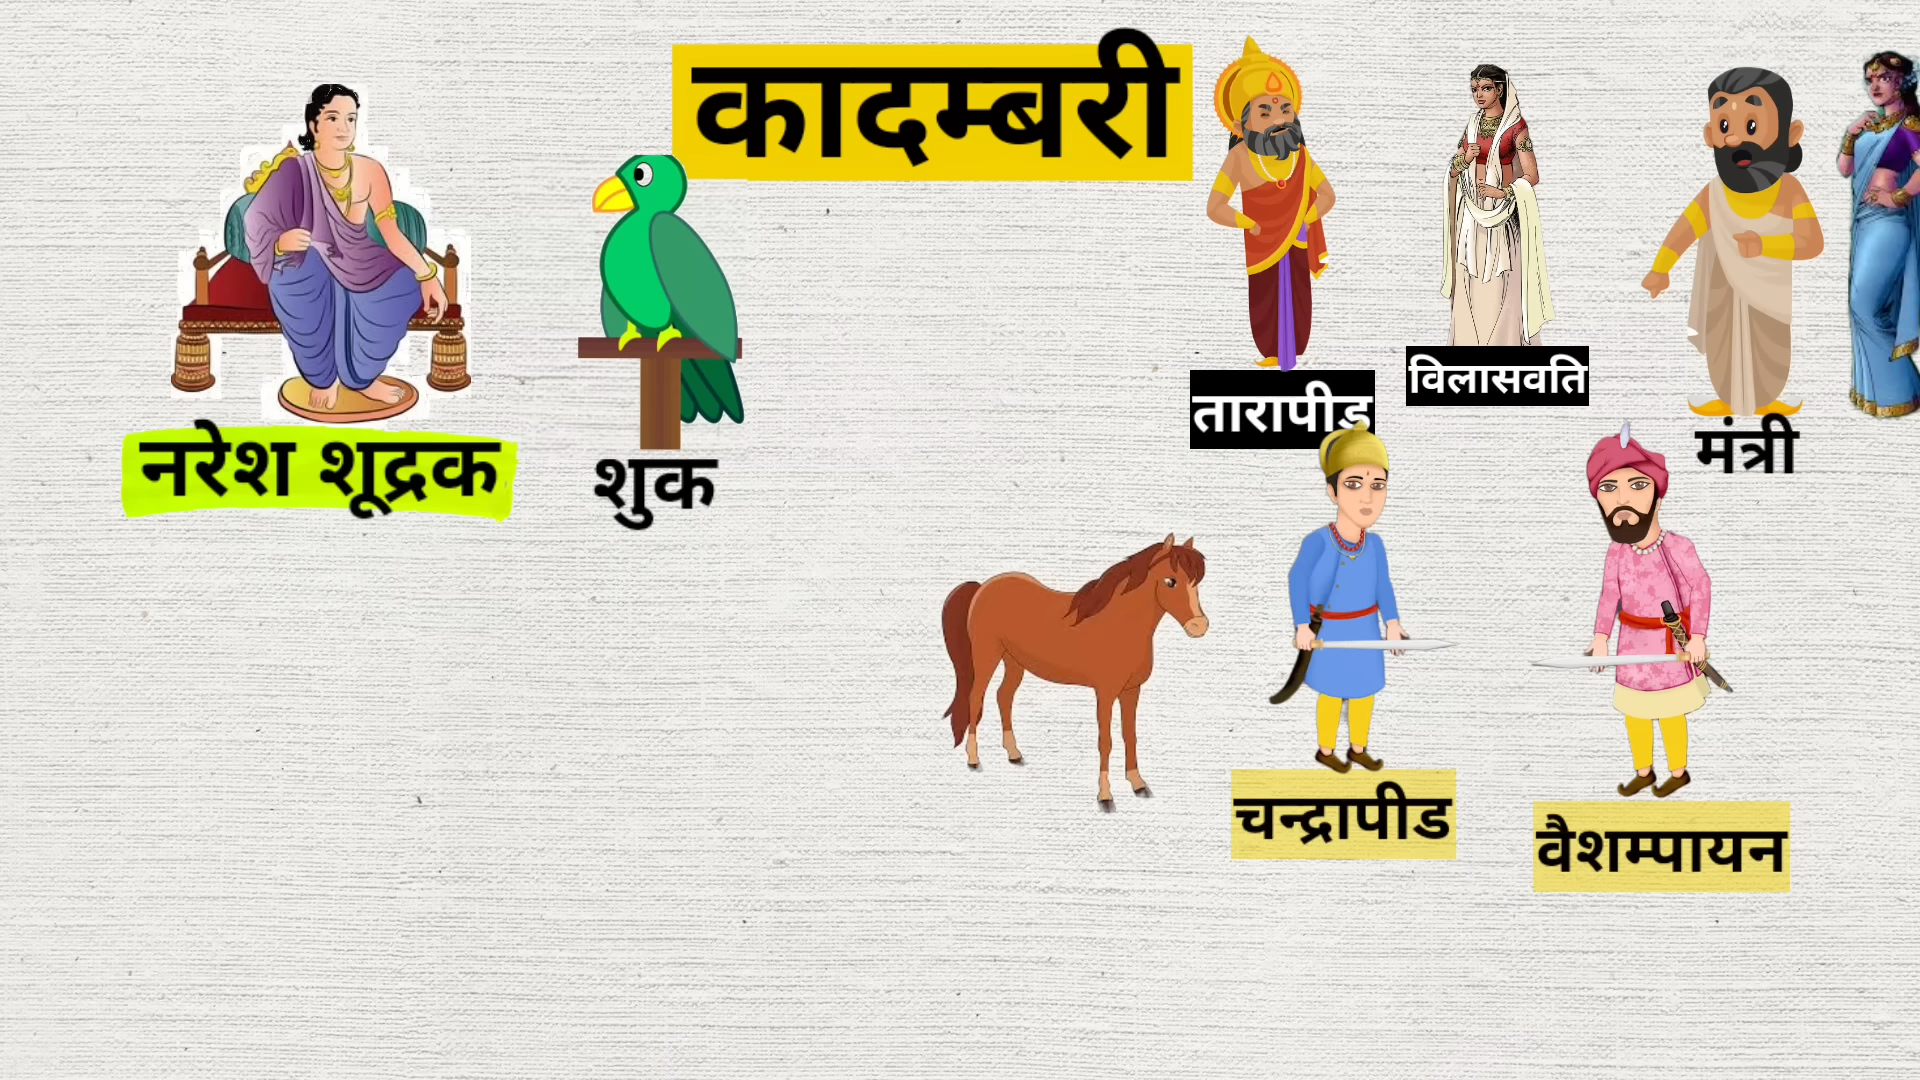 कादम्बरी
नरेश शूद्रक
शुक
तारापीड
विलासवति
मंत्री
चन्द्रापीड
वैशम्पायन